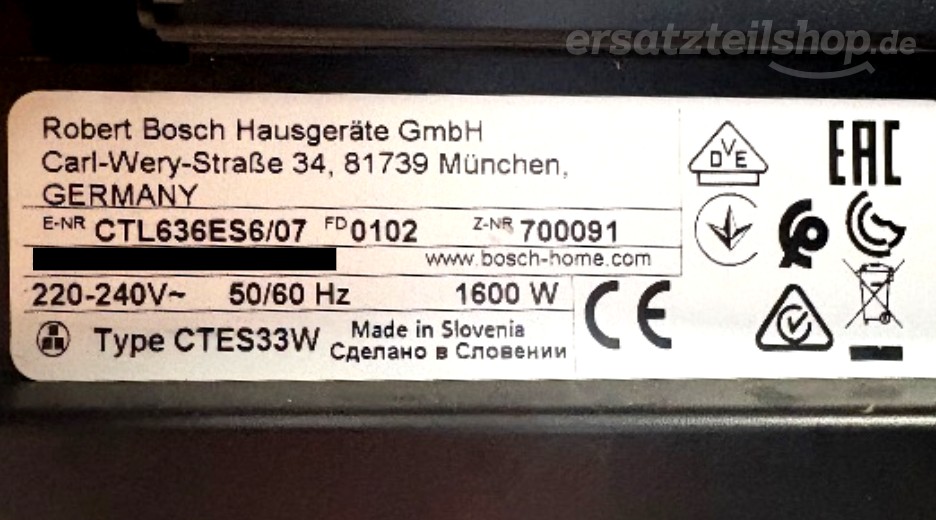 ersatzteilshop.de
Robert Bosch Hausgeräte GmbH
Carl-Wery-Straße 34, 81739 München,
GERMANY
E-NR CTL636ES6/07 FD 0102 Z-NR 700091
www.bosch-home.com
220-240V~ 50/60 Hz 1600 W
Type CTES33W
Made in Slovenia
Сделано в Словении
DVE
EAC
CE